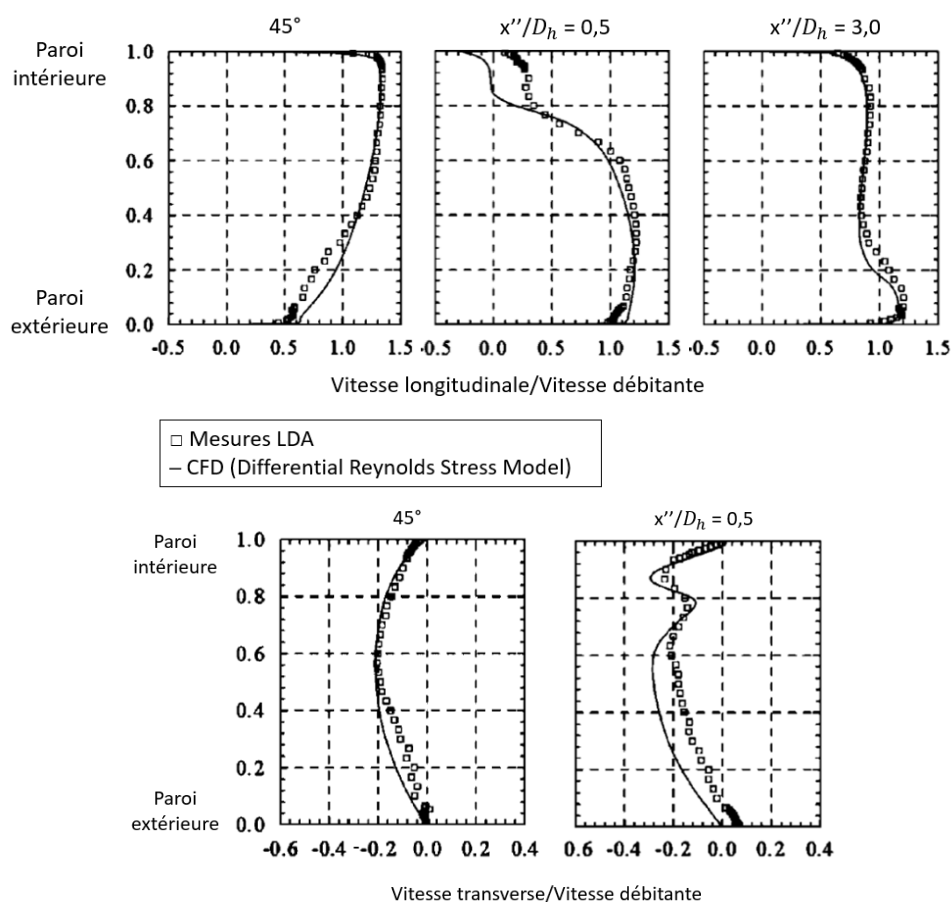 45° x''/D_h = 0,5 x''/D_h = 3,0
Paroi
intérieure
1.0
0.8
0.6
0.4
0.2
Paroi
extérieure
0.0
-0.5 0.0 0.5 1.0 1.5 -0.5 0.0 0.5 1.0 1.5 -0.5 0.0 0.5 1.0 1.5
Vitesse longitudinale/Vitesse débitante
□ Mesures LDA
– CFD (Differential Reynolds Stress Model)
45° x''/D_h = 0,5
Paroi
intérieure
1.0
0.8
0.6
0.4
0.2
Paroi
extérieure
0.0
-0.6 -0.4 --0.2 0.0 0.2 0.4 0.6 -0.4 -0.2 0.0 0.2 0.4
Vitesse transverse/Vitesse débitante